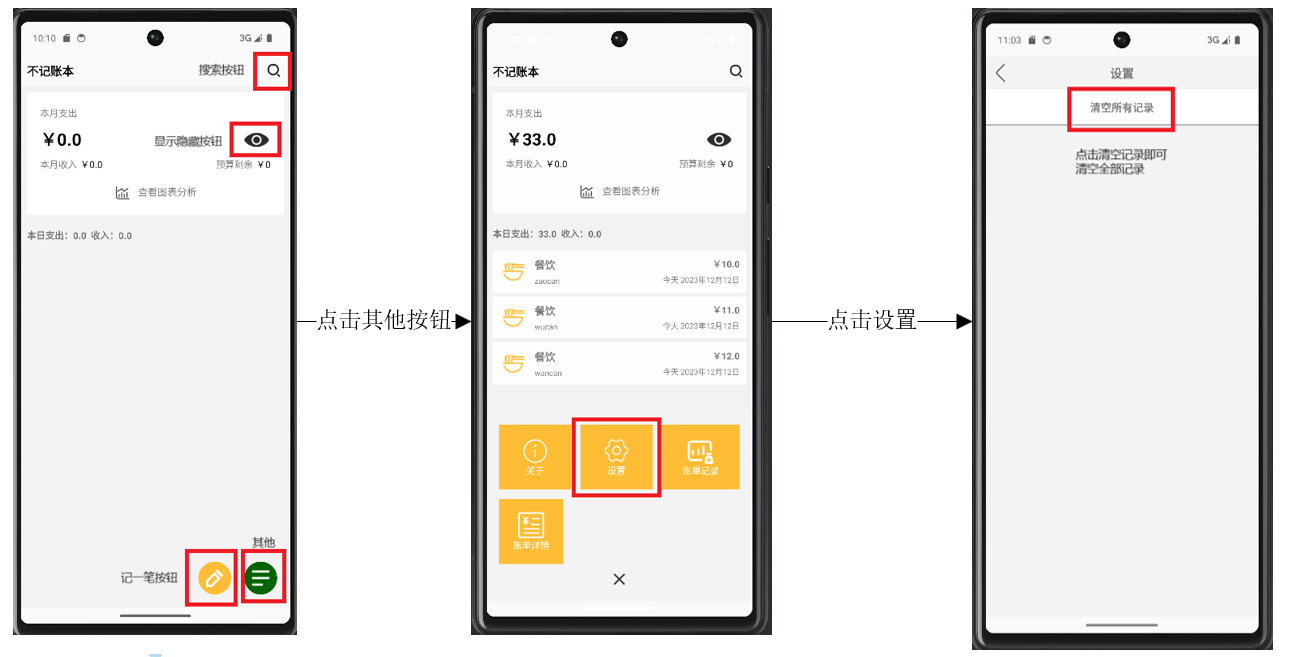 10:10
3G
不记账本
搜索按钮
本月支出
￥0.0
显示隐藏按钮
本月收入 ￥0.0
预算剩余 ￥0
查看图表分析
本日支出：0.0 收入：0.0
其他
记一笔按钮
点击其他按钮
不记账本
本月支出
￥33.0
本月收入 ￥0.0
预算剩余 ￥0
查看图表分析
本日支出：33.0 收入：0.0
餐饮
￥10.0
zaocan
今天 2023年12月12日
餐饮
￥11.0
wucan
今天 2023年12月12日
餐饮
￥12.0
wancan
今天 2023年12月12日
关于
设置
账单记录
账单详情
点击设置
11:03
3G
设置
清空所有记录
点击清空记录即可
清空全部记录